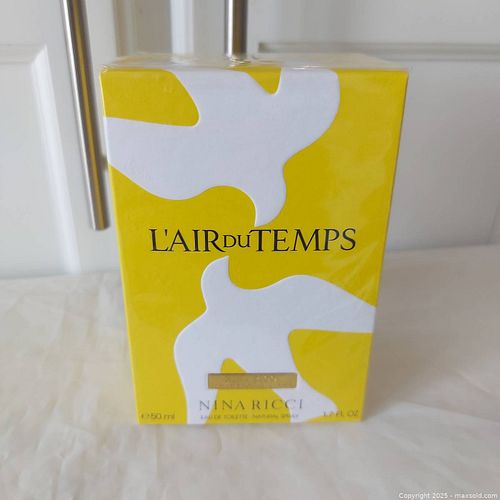 L'AIRDUTEMPS
NINA RICCI
℮50 ml EAU DE TOILETTE NATURAL SPRAY 1.7 FL OZ
Copyright 2025 - maxsold.com